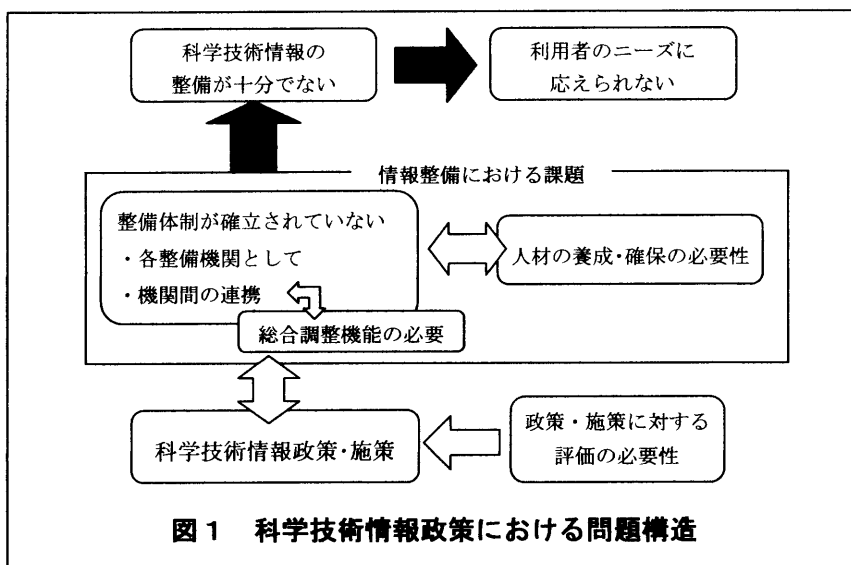 科学技術情報の
整備が十分でない
利用者のニーズに
応えられない
情報整備における課題
整備体制が確立されていない
・各整備機関として
・機関間の連携
総合調整機能の必要
人材の養成・確保の必要性
科学技術情報政策・施策
政策・施策に対する
評価の必要性
図1 科学技術情報政策における問題構造